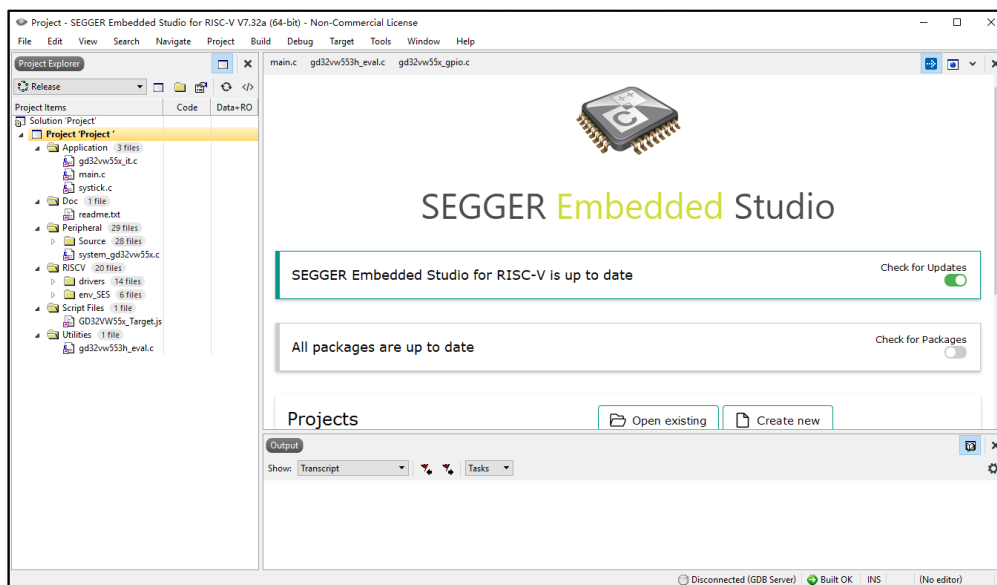 Project - SEGGER Embedded Studio for RISC-V V7.32a (64-bit) - Non-Commercial License
File Edit View Search Navigate Project Build Debug Target Tools Window Help
Project Explorer
Release
Project Items Code Data+RO
Solution 'Project'
Project 'Project '
Application 3 files
gd32vw55x_it.c
main.c
systick.c
Doc 1 file
readme.txt
Peripheral 29 files
Source 28 files
system_gd32vw55x.c
RISCV 20 files
drivers 14 files
env_SES 6 files
Script Files 1 file
GD32VW55x_Target.js
Utilities 1 file
gd32vw553h_eval.c
main.c gd32vw553h_eval.c gd32vw55x_gpio.c
C
SEGGER Embedded Studio
SEGGER Embedded Studio for RISC-V is up to date
Check for Updates
All packages are up to date
Check for Packages
Projects
Open existing
Create new
Output
Show: Transcript Tasks
Disconnected (GDB Server) Built OK INS (No editor)